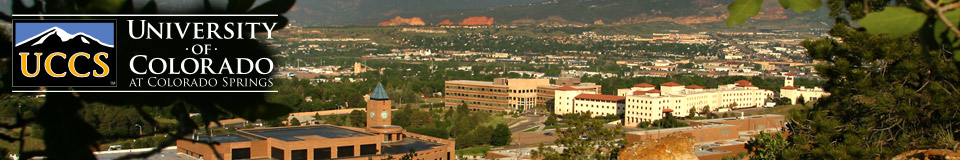 UCCS
UNIVERSITY
· OF ·
COLORADO
AT COLORADO SPRINGS